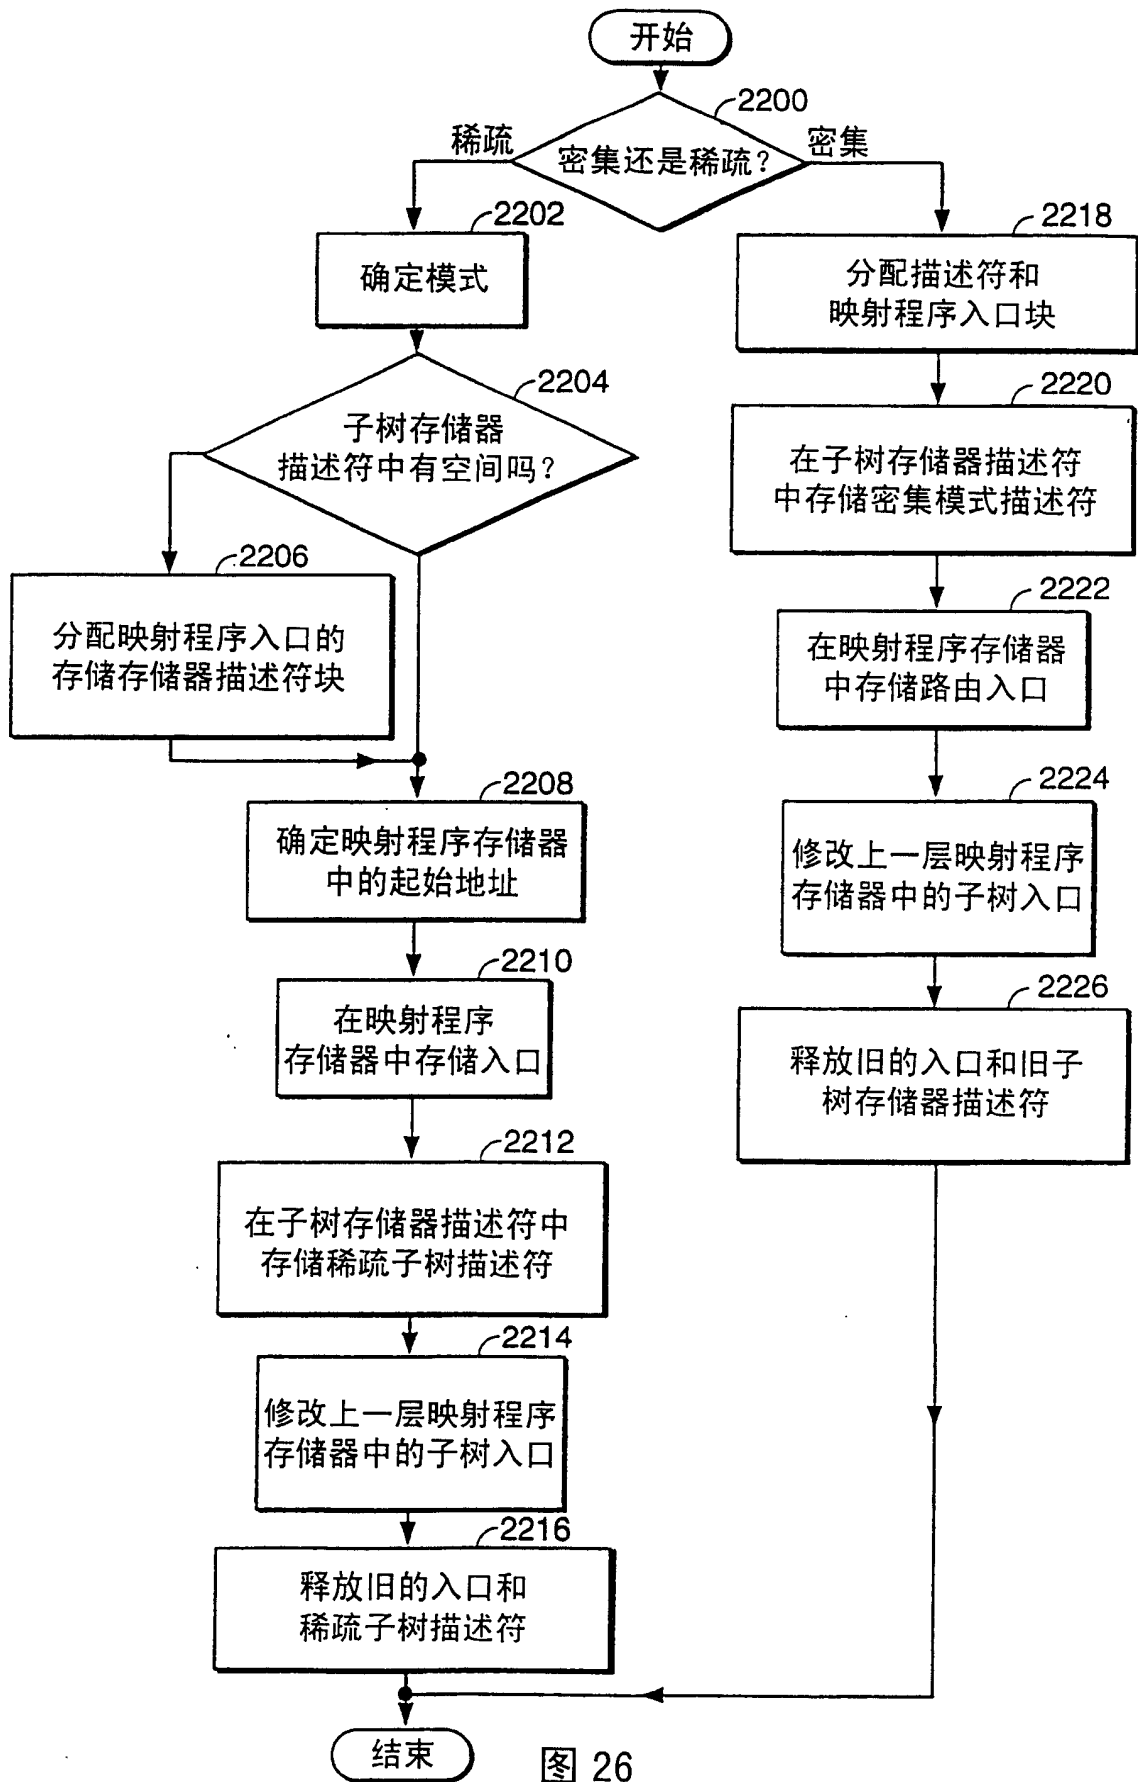 开始
2200
密集还是稀疏？
稀疏
密集
2202
确定模式
2204
子树存储器
描述符中有空间吗？
2206
分配映射程序入口的
存储存储器描述符块
2208
确定映射程序存储器
中的起始地址
2210
在映射程序
存储器中存储入口
2212
在子树存储器描述符中
存储稀疏子树描述符
2214
修改上一层映射程序
存储器中的子树入口
2216
释放旧的入口和
稀疏子树描述符
2218
分配描述符和
映射程序入口块
2220
在子树存储器描述符
中存储密集模式描述符
2222
在映射程序存储器
中存储路由入口
2224
修改上一层映射程序
存储器中的子树入口
2226
释放旧的入口和旧子
树存储器描述符
结束
图 26